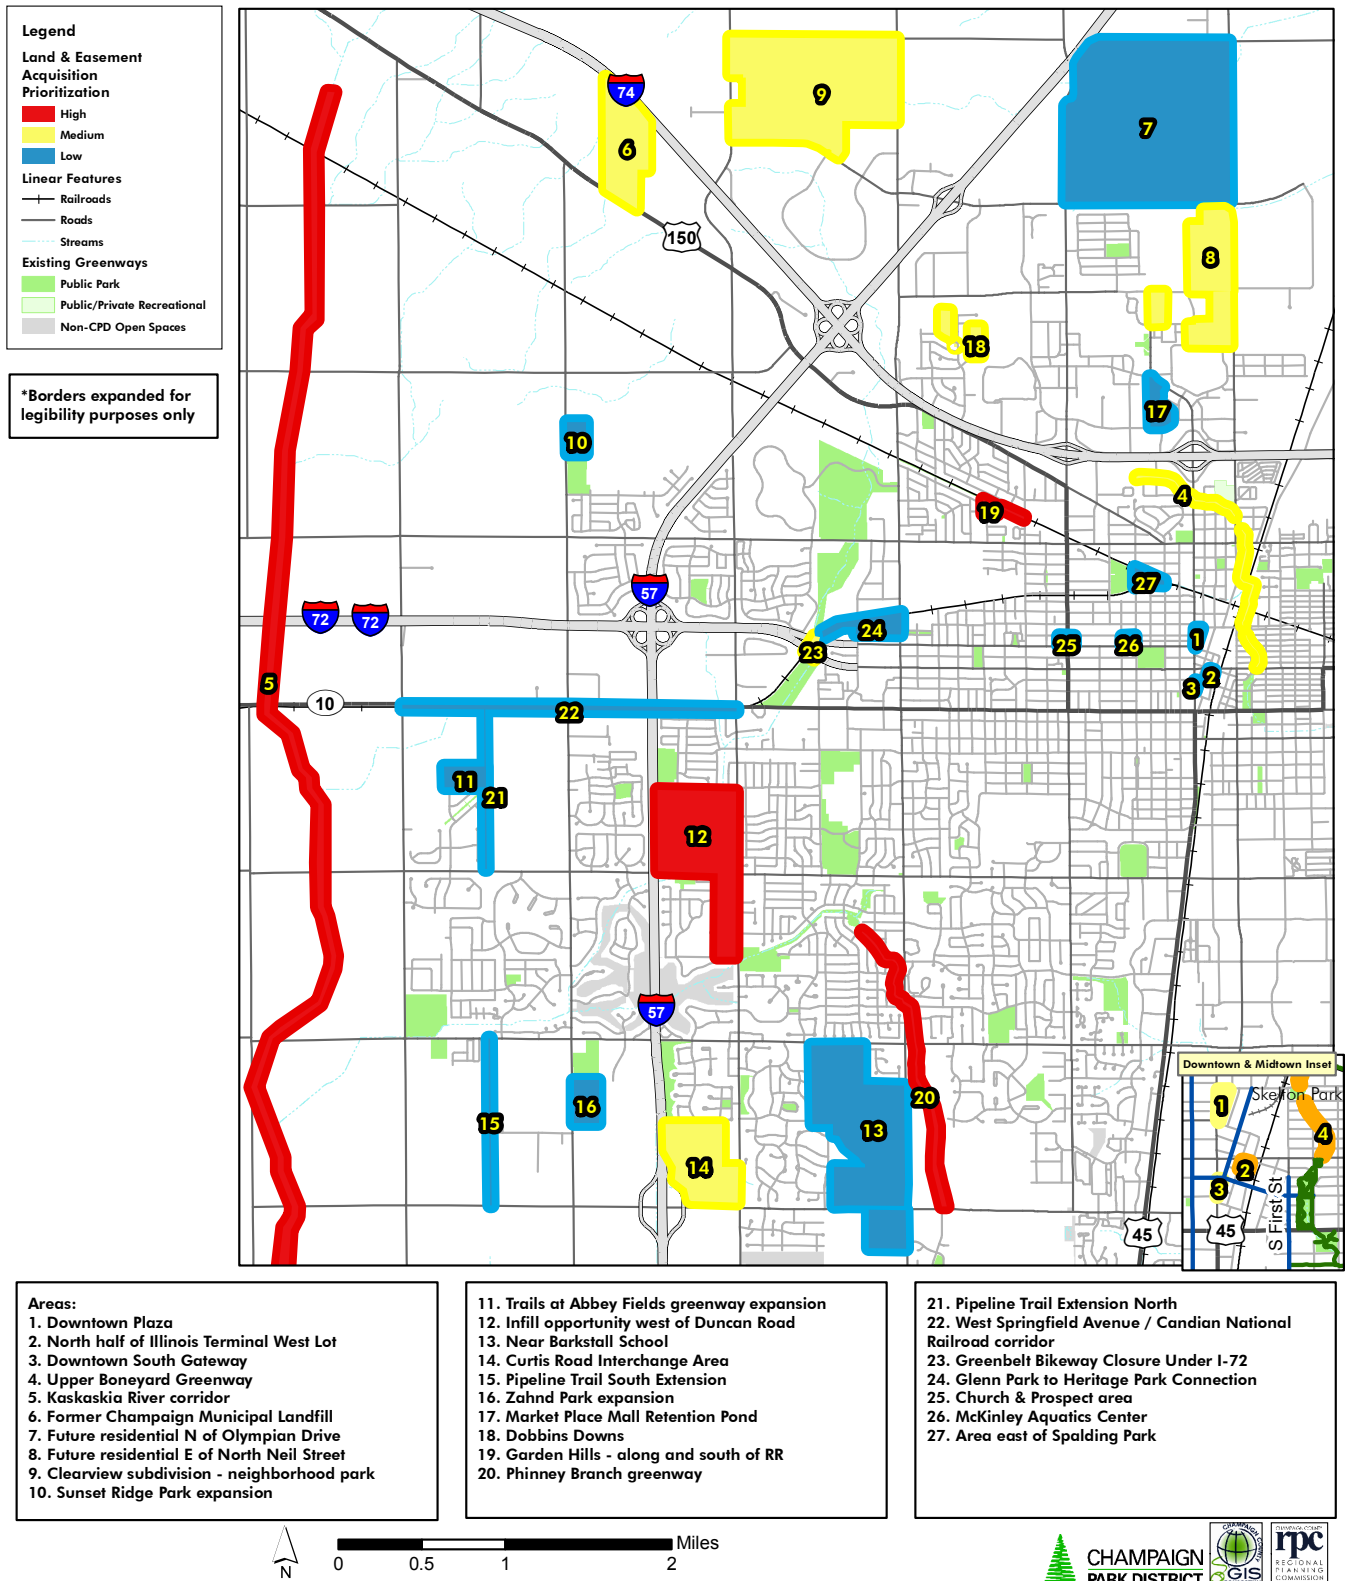 Legend
Land & Easement
Acquisition
Prioritization
High
Medium
Low
Linear Features
Railroads
Roads
Streams
Existing Greenways
Public Park
Public/Private Recreational
Non-CPD Open Spaces
*Borders expanded for
legibility purposes only
74
9
7
6
150
8
18
17
10
4
19
57
27
72
72
24
23
25
26
1
2
3
5
10
22
11
21
12
57
20
16
15
13
14
45
Downtown & Midtown Inset
Skelton Park
1
4
2
3
45
S First St
Areas:
1. Downtown Plaza
2. North half of Illinois Terminal West Lot
3. Downtown South Gateway
4. Upper Boneyard Greenway
5. Kaskaskia River corridor
6. Former Champaign Municipal Landfill
7. Future residential N of Olympian Drive
8. Future residential E of North Neil Street
9. Clearview subdivision - neighborhood park
10. Sunset Ridge Park expansion
11. Trails at Abbey Fields greenway expansion
12. Infill opportunity west of Duncan Road
13. Near Barkstall School
14. Curtis Road Interchange Area
15. Pipeline Trail South Extension
16. Zahnd Park expansion
17. Market Place Mall Retention Pond
18. Dobbins Downs
19. Garden Hills - along and south of RR
20. Phinney Branch greenway
21. Pipeline Trail Extension North
22. West Springfield Avenue / Candian National
Railroad corridor
23. Greenbelt Bikeway Closure Under I-72
24. Glenn Park to Heritage Park Connection
25. Church & Prospect area
26. McKinley Aquatics Center
27. Area east of Spalding Park
N
0 0.5 1 2 Miles
CHAMPAIGN
PARK DISTRICT
CHAMPAIGN COUNTY
GIS
CHAMPAIGN COUNTY
rpc
REGIONAL
PLANNING
COMMISSION